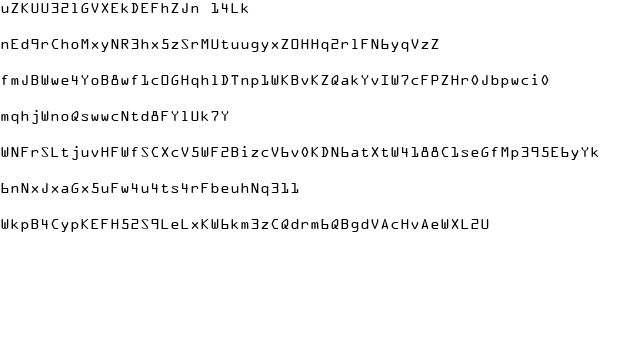 uZKUU321GVXEkDEFhZJn 14Lk
nEd9rChoMxyNR3hx5zSrMUtuugyxZOHHq2r1FN6yqVzZ
fmJBWwe4YoB8wf1cOGHqh1DTnp1WKBvKZQakYvIW7cFPZHr0Jbpwci0
mqhjWnoQswwcNtd8FY1Uk7Y
WNFrSLtjuvHFWfSCXcV5WF2BizcV6v0KDN6atXtW4188C1seGfMp395E6yYk
6nNxJxaGx5uFw4u4ts4rFbeuhNq311
WkpB4CypKEFH52S9LeLxKW6km3zCQdrm6QBgdVAcHvAeWXL2U